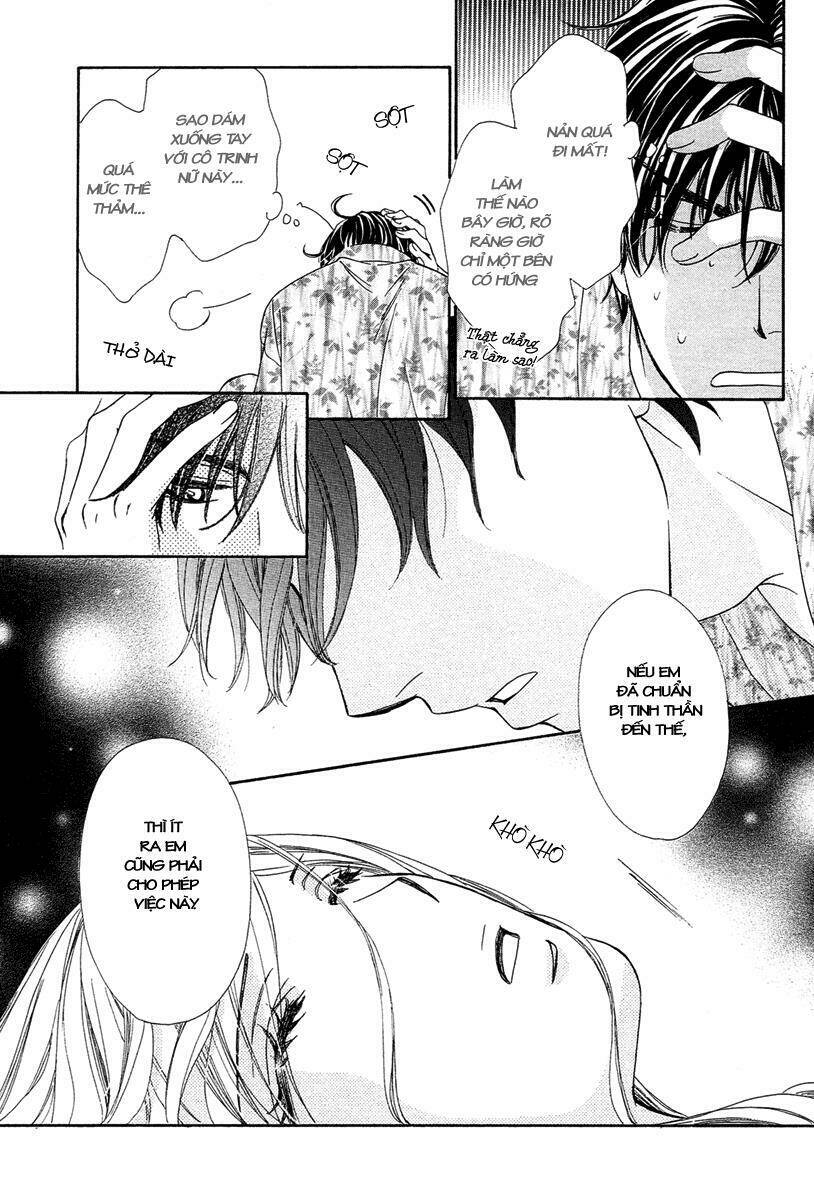 NẢN QUÁ
ĐI MẤT!
LÀM
THẾ NÀO
BÂY GIỜ, RÕ
RÀNG GIỜ
CHỈ MỘT BÊN
CÓ HỨNG
Thật chẳng
ra làm sao!
SỘT
SỘT
SAO DÁM
XUỐNG TAY
VỚI CÔ TRINH
NỮ NÀY...
QUÁ
MỨC THÊ
THẢM...
THỞ DÀI
NẾU EM
ĐÃ CHUẨN
BỊ TINH THẦN
ĐẾN THẾ,
KHÒ KHÒ
THÌ ÍT
RA EM
CŨNG PHẢI
CHO PHÉP
VIỆC NÀY.